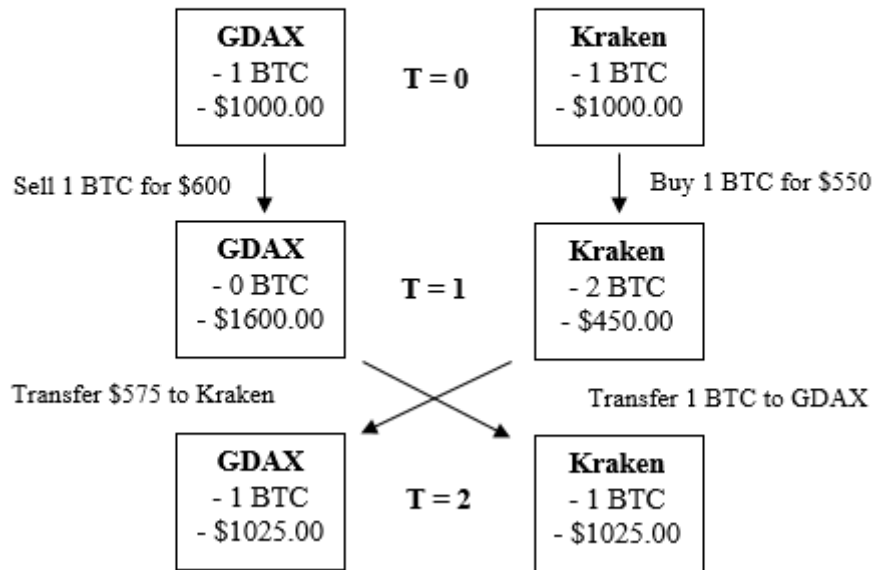 GDAX
- 1 BTC
- $1000.00
T = 0
Kraken
- 1 BTC
- $1000.00
Sell 1 BTC for $600
Buy 1 BTC for $550
GDAX
- 0 BTC
- $1600.00
T = 1
Kraken
- 2 BTC
- $450.00
Transfer $575 to Kraken
Transfer 1 BTC to GDAX
GDAX
- 1 BTC
- $1025.00
T = 2
Kraken
- 1 BTC
- $1025.00